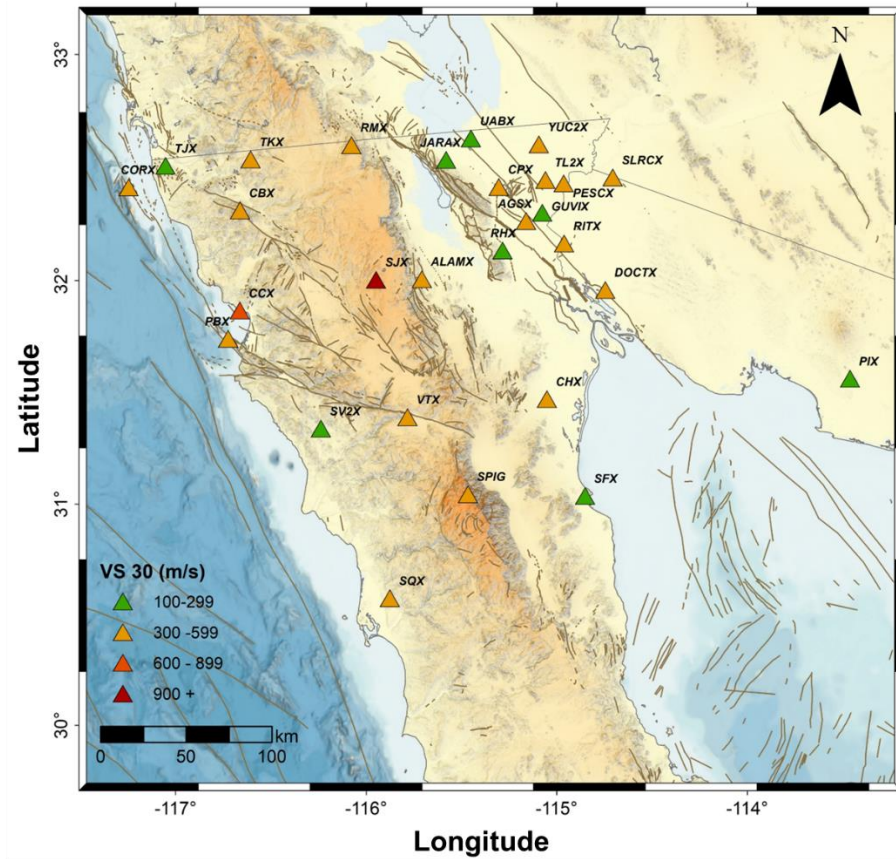 33°
N
UABX
YUC2X
TJX
TKX
RMX
JARAX
TL2X
SLRCX
CORX
CPX
PESCX
CBX
AGSX
GUVIX
RHX
RITX
SJX
ALAMX
32°
DOCTX
CCX
PBX
PIX
CHX
SV2X
VTX
SPIG
SFX
31°
SQX
30°
Latitude
VS 30 (m/s)
100-299
300 -599
600 - 899
900 +
km
0 50 100
-117° -116° -115° -114°
Longitude